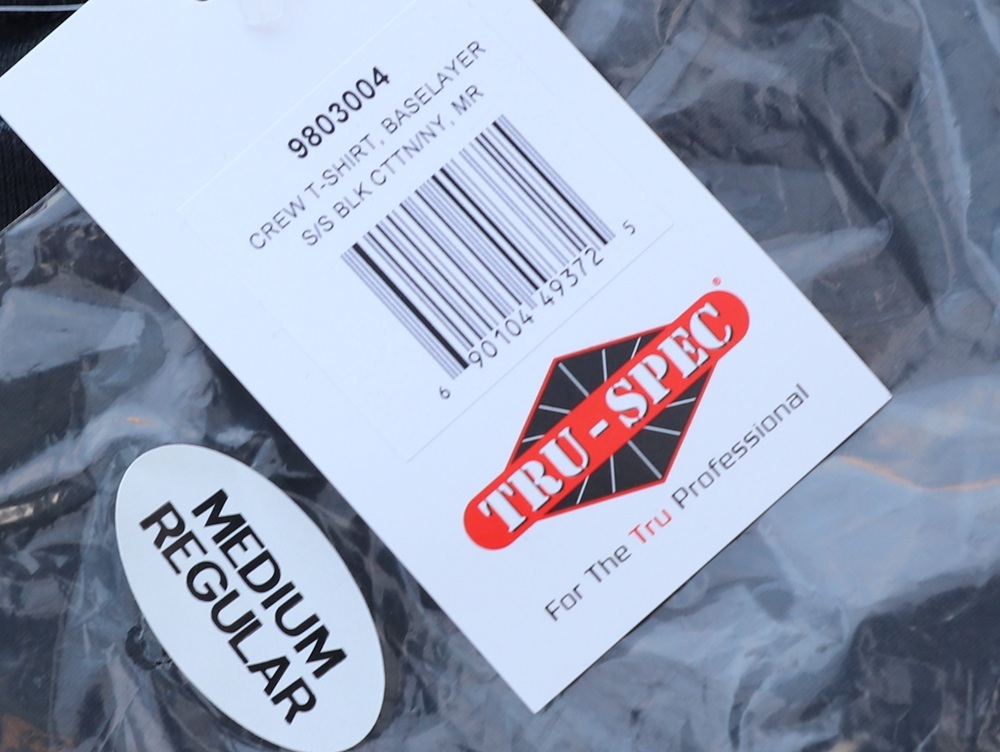 9803004
CREW T-SHIRT, BASELAYER
S/S BLK CTTN/NY, MR
6 90104 49372 5
TRU-SPEC®
For The Tru Professional
MEDIUM
REGULAR